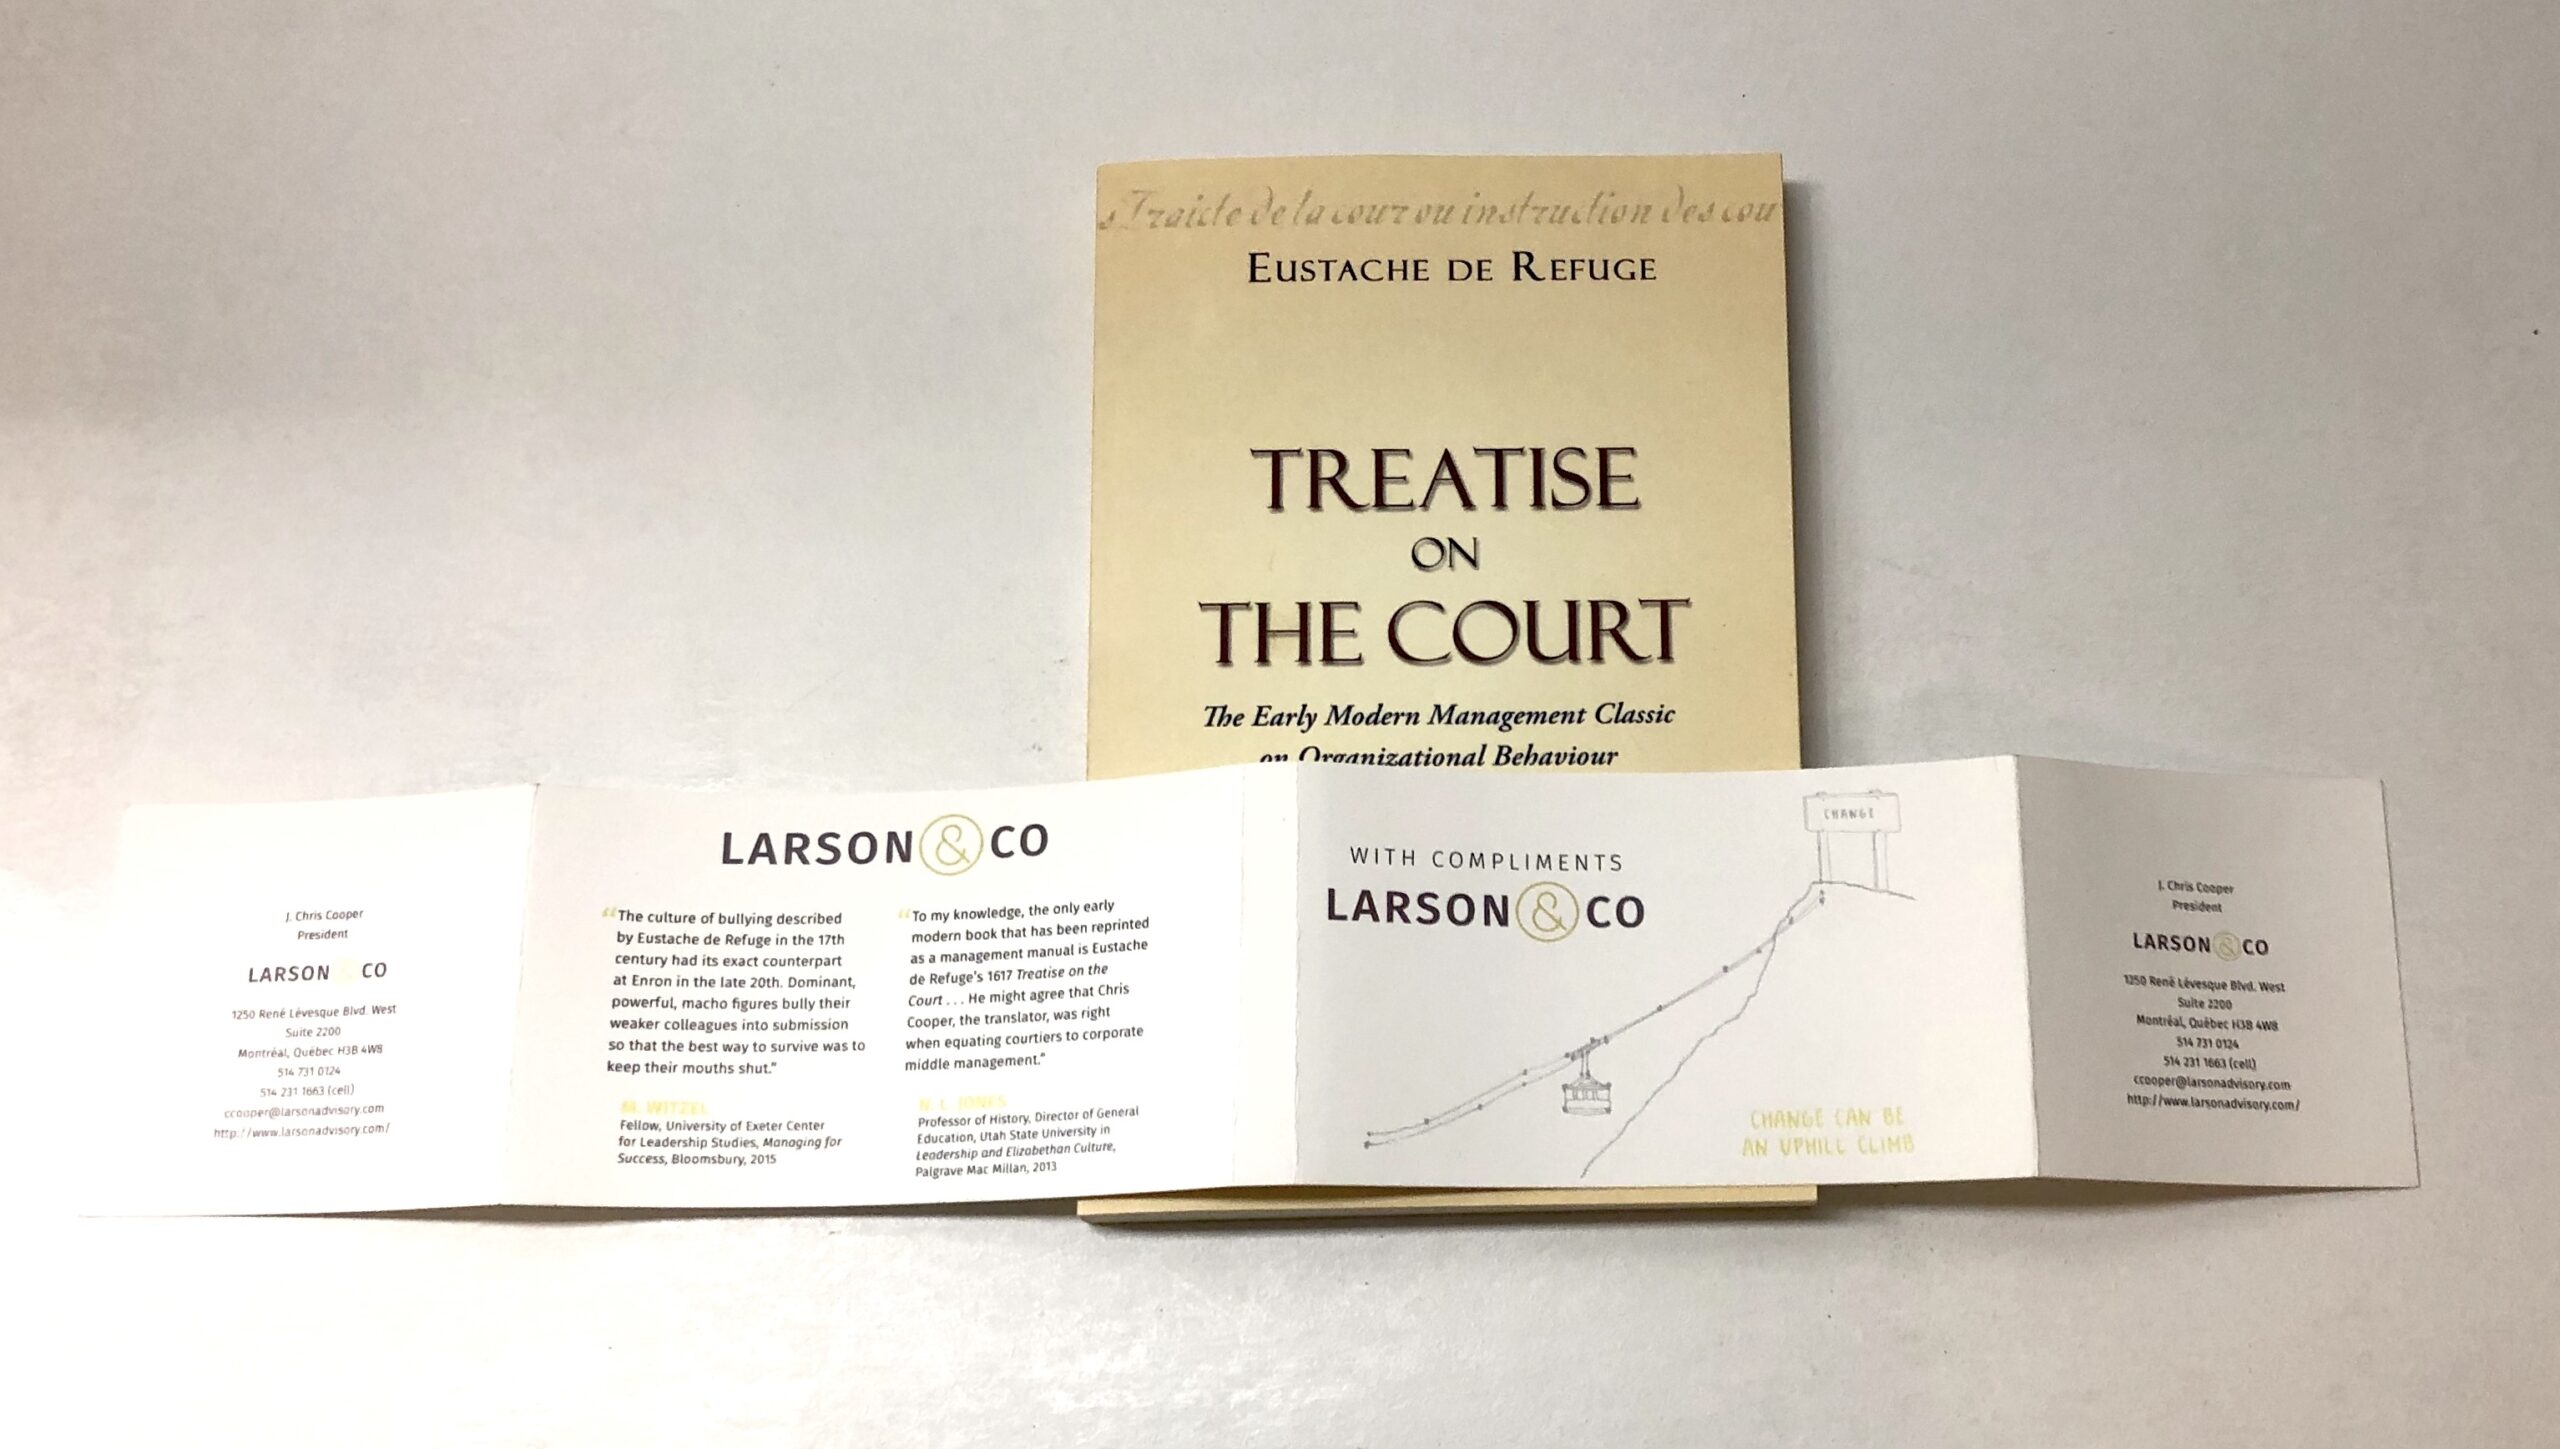 s Traicte de la cour ou instruction des cou
EUSTACHE DE REFUGE
TREATISE
ON
THE COURT
The Early Modern Management Classic
on Organizational Behaviour
J. Chris Cooper
President
LARSON & CO
1250 René Lévesque Blvd. West
Suite 2200
Montréal, Québec H3B 4W8
514 731 0124
514 231 1663 (cell)
ccooper@larsonadvisory.com
http://www.larsonadvisory.com/
LARSON & CO
“The culture of bullying described
by Eustache de Refuge in the 17th
century had its exact counterpart
at Enron in the late 20th. Dominant,
powerful, macho figures bully their
weaker colleagues into submission
so that the best way to survive was to
keep their mouths shut.”
M. WITZEL
Fellow, University of Exeter Center
for Leadership Studies, Managing for
Success, Bloomsbury, 2015
“To my knowledge, the only early
modern book that has been reprinted
as a management manual is Eustache
de Refuge's 1617 Treatise on the
Court . . . He might agree that Chris
Cooper, the translator, was right
when equating courtiers to corporate
middle management.”
N. L. JONES
Professor of History, Director of General
Education, Utah State University in
Leadership and Elizabethan Culture,
Palgrave Mac Millan, 2013
WITH COMPLIMENTS
LARSON & CO
CHANGE
CHANGE CAN BE
AN UPHILL CLIMB
J. Chris Cooper
President
LARSON & CO
1250 René Lévesque Blvd. West
Suite 2200
Montréal, Québec H3B 4W8
514 731 0124
514 231 1663 (cell)
ccooper@larsonadvisory.com
http://www.larsonadvisory.com/